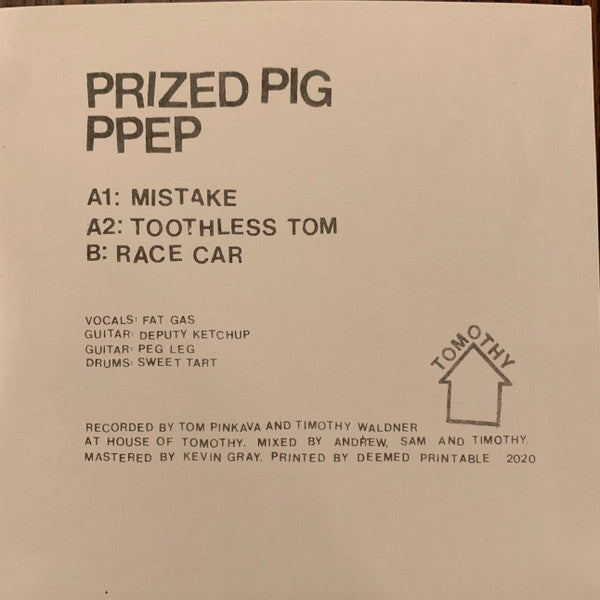 PRIZED PIG
PPEP
A1: MISTAKE
A2: TOOTHLESS TOM
B: RACE CAR
VOCALS: FAT GAS
GUITAR: DEPUTY KETCHUP
GUITAR: PEG LEG
DRUMS: SWEET TART
TOMOTHY
RECORDED BY TOM PINKAVA AND TIMOTHY WALDNER
AT HOUSE OF TOMOTHY. MIXED BY ANDREW, SAM AND TIMOTHY.
MASTERED BY KEVIN GRAY. PRINTED BY DEEMED PRINTABLE 2020